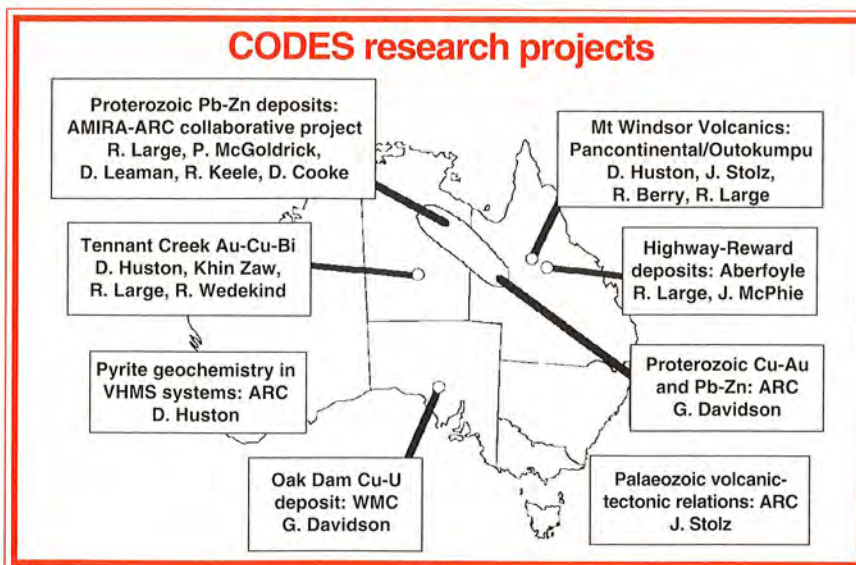 CODES research projects
Proterozoic Pb-Zn deposits:
AMIRA-ARC collaborative project
R. Large, P. McGoldrick,
D. Leaman, R. Keele, D. Cooke
Mt Windsor Volcanics:
Pancontinental/Outokumpu
D. Huston, J. Stolz,
R. Berry, R. Large
Tennant Creek Au-Cu-Bi
D. Huston, Khin Zaw,
R. Large, R. Wedekind
Highway-Reward
deposits: Aberfoyle
R. Large, J. McPhie
Pyrite geochemistry in
VHMS systems: ARC
D. Huston
Proterozoic Cu-Au
and Pb-Zn: ARC
G. Davidson
Oak Dam Cu-U
deposit: WMC
G. Davidson
Palaeozoic volcanic-
tectonic relations: ARC
J. Stolz